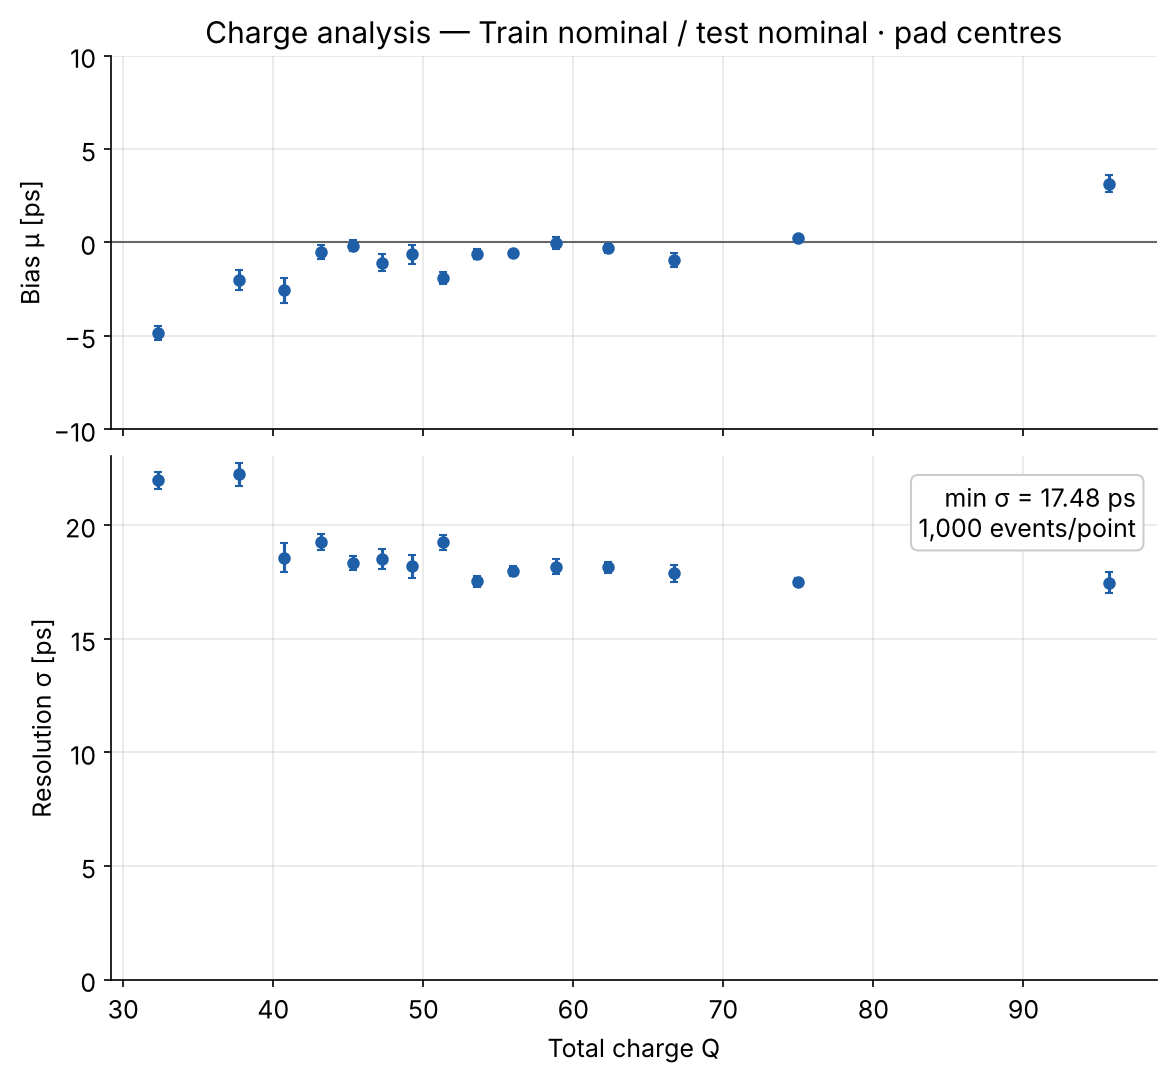 Charge analysis — Train nominal / test nominal · pad centres
10
5
0
−5
−10
Bias μ [ps]
min σ = 17.48 ps
1,000 events/point
20
15
10
5
0
Resolution σ [ps]
30 40 50 60 70 80 90
Total charge Q